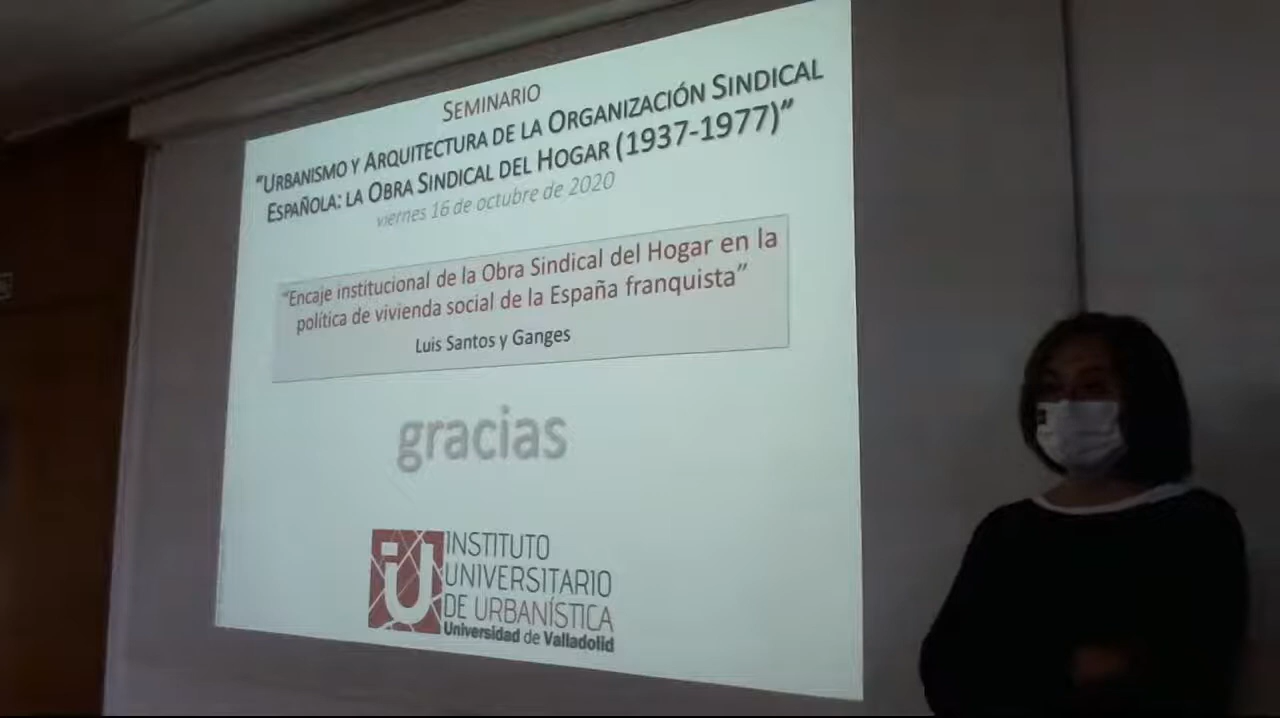 SEMINARIO
“URBANISMO Y ARQUITECTURA DE LA ORGANIZACIÓN SINDICAL
ESPAÑOLA: LA OBRA SINDICAL DEL HOGAR (1937-1977)”
viernes 16 de octubre de 2020
“Encaje institucional de la Obra Sindical del Hogar en la
política de vivienda social de la España franquista”
Luis Santos y Ganges
gracias
iU
INSTITUTO
UNIVERSITARIO
DE URBANÍSTICA
Universidad de Valladolid